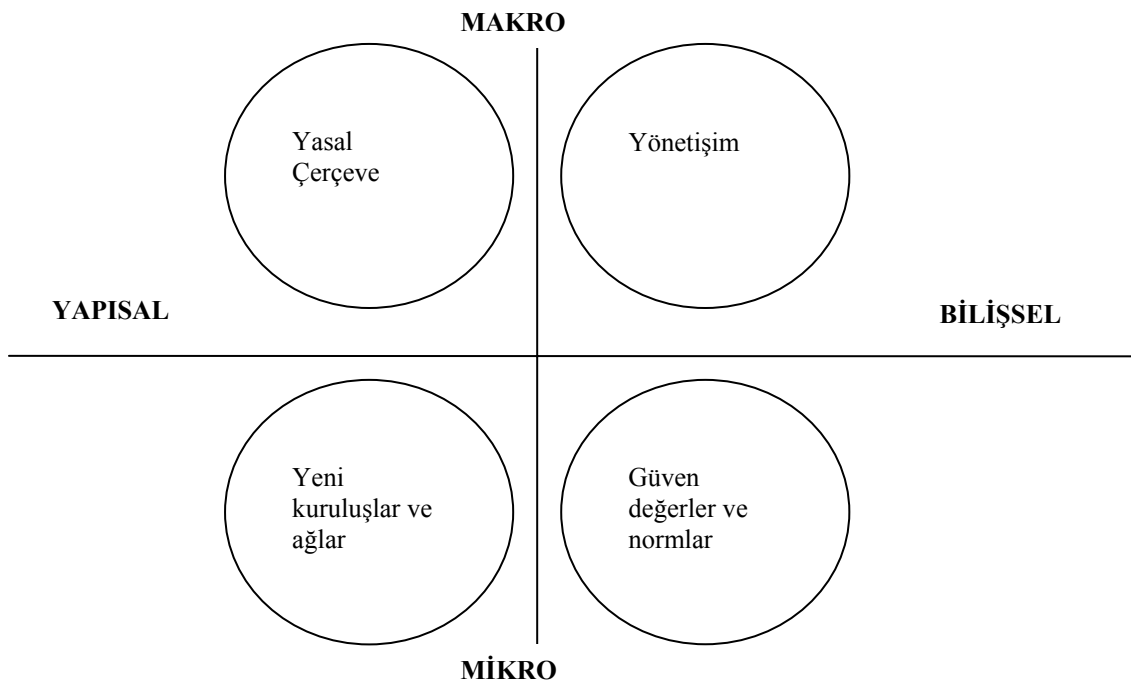 MAKRO
Yasal
Çerçeve
Yönetişim
YAPISAL
BİLİŞSEL
Yeni
kuruluşlar ve
ağlar
Güven
değerler ve
normlar
MİKRO